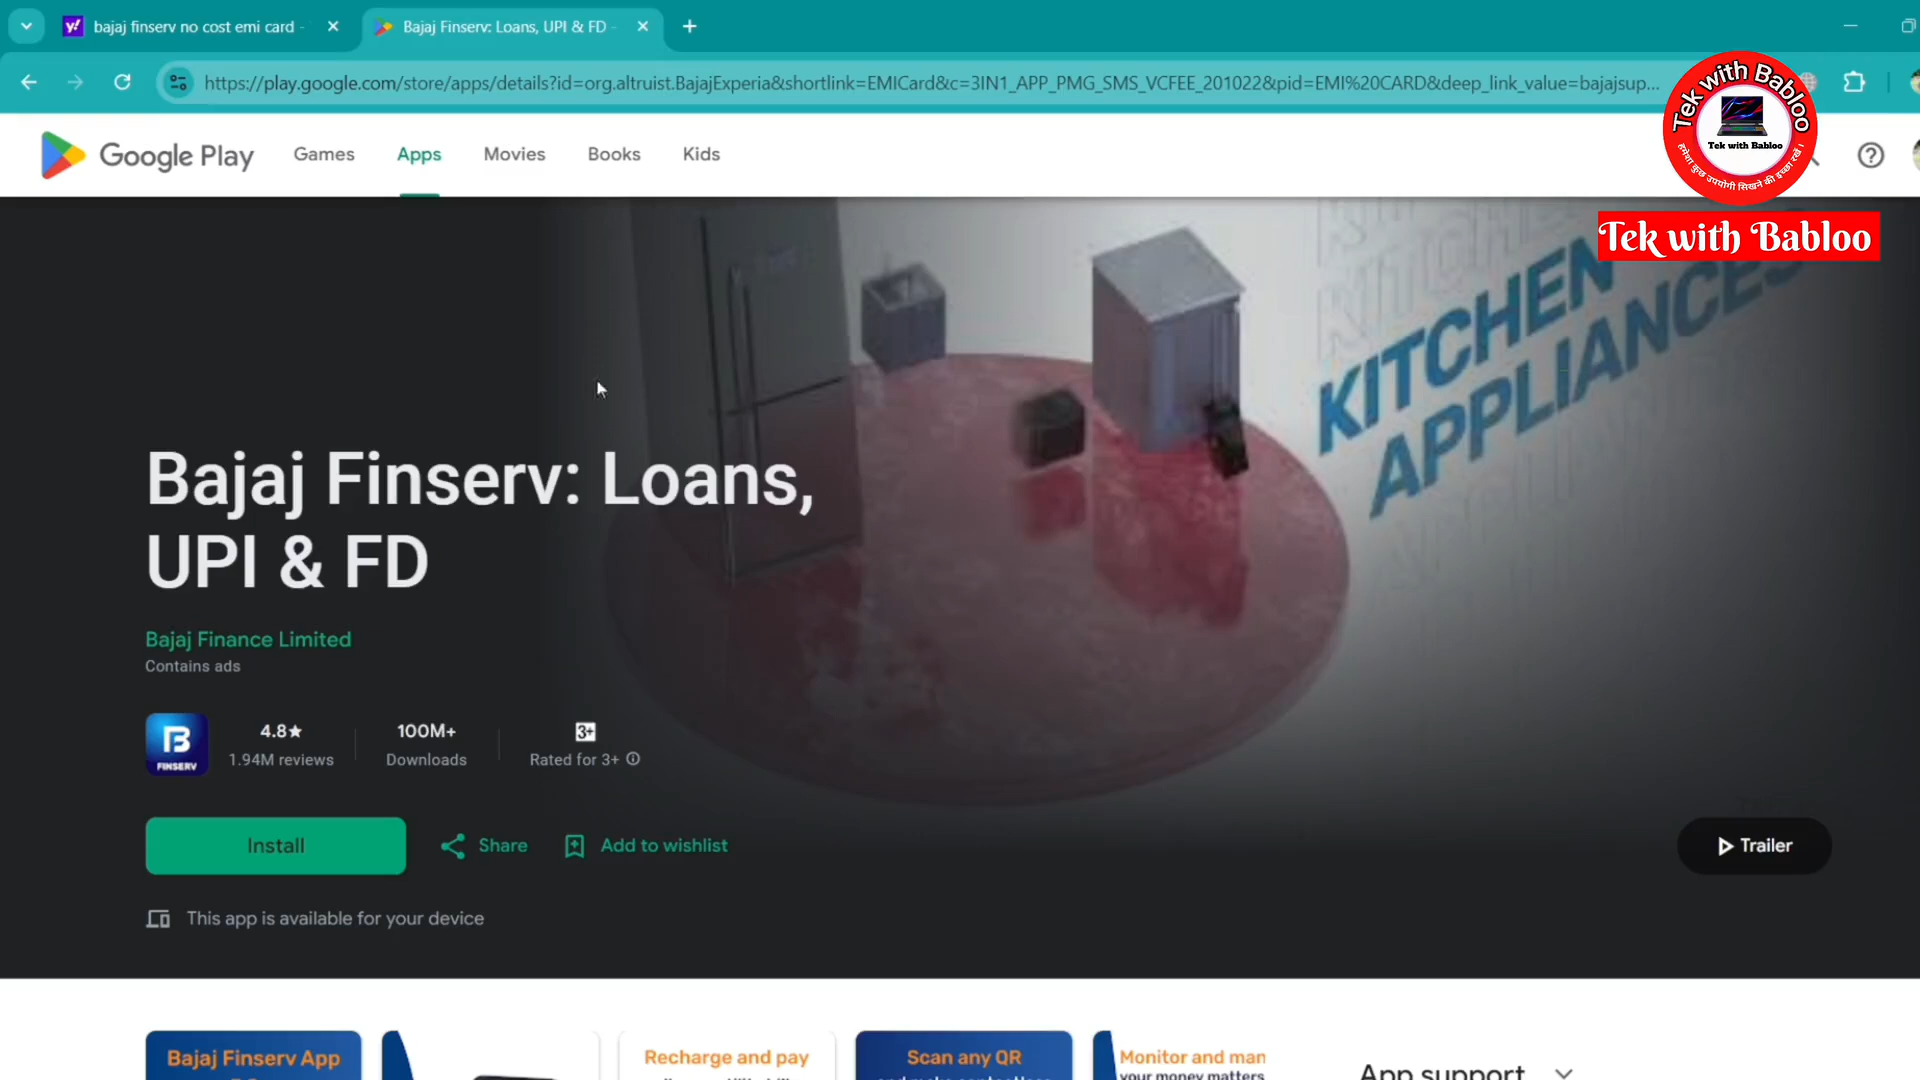 bajaj finserv no cost emi card -
Bajaj Finserv: Loans, UPI & FD -
https://play.google.com/store/apps/details?id=org.altruist.BajajExperia&shortlink=EMICard&c=3IN1_APP_PMG_SMS_VCFEE_201022&pid=EMI%20CARD&deep_link_value=bajajsup...
Google Play
Games
Apps
Movies
Books
Kids
Tek with Babloo
Tek with Babloo
हमेशा कुछ उपयोगी सिखने की इच्छा रखें।
Tek with Babloo
KITCHEN
APPLIANCES
Bajaj Finserv: Loans,
UPI & FD
Bajaj Finance Limited
Contains ads
FINSERV
4.8★
1.94M reviews
100M+
Downloads
3+
Rated for 3+
Install
Share
Add to wishlist
Trailer
This app is available for your device
Bajaj Finserv App
Recharge and pay
Scan any QR
Monitor and man
your money matters
App support